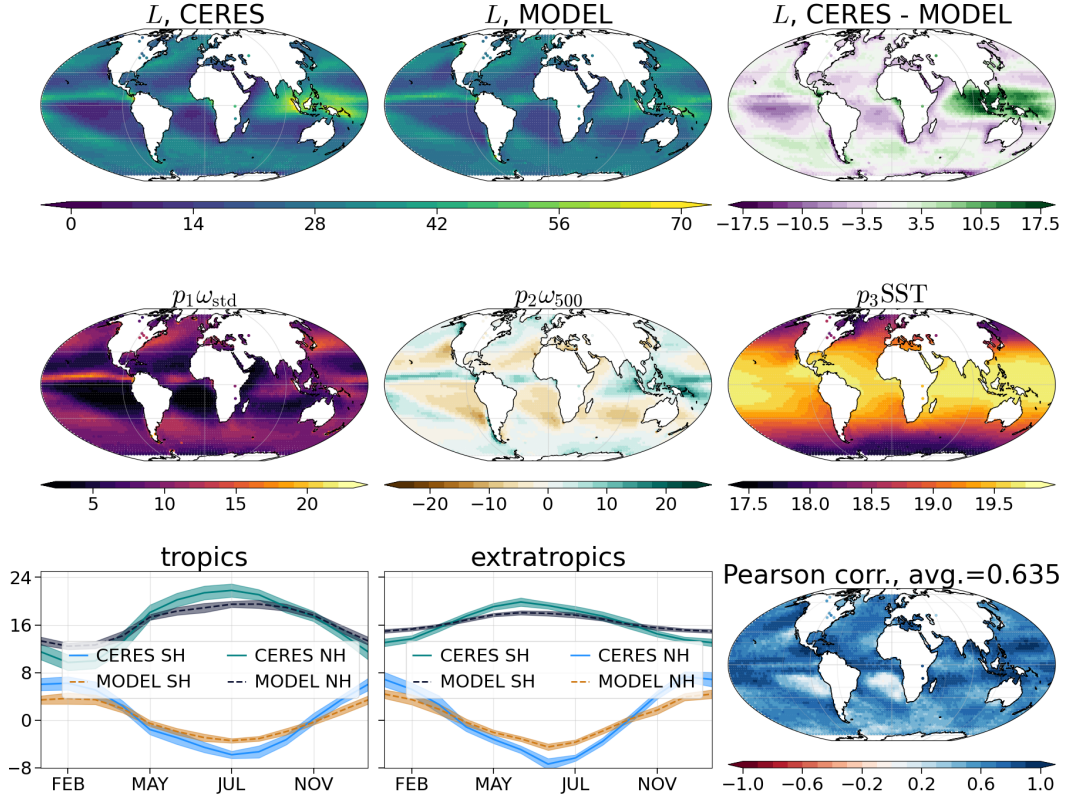 L, CERES
L, MODEL
L, CERES - MODEL
0 14 28 42 56 70
−17.5 −10.5 −3.5 3.5 10.5 17.5
p₁ω_std
p₂ω₅₀₀
p₃SST
5 10 15 20
−20 −10 0 10 20
17.5 18.0 18.5 19.0 19.5
tropics
extratropics
Pearson corr., avg.=0.635
24
16
8
0
−8
CERES SH
CERES NH
MODEL SH
MODEL NH
CERES SH
CERES NH
MODEL SH
MODEL NH
FEB MAY JUL NOV
FEB MAY JUL NOV
−1.0 −0.6 −0.2 0.2 0.6 1.0